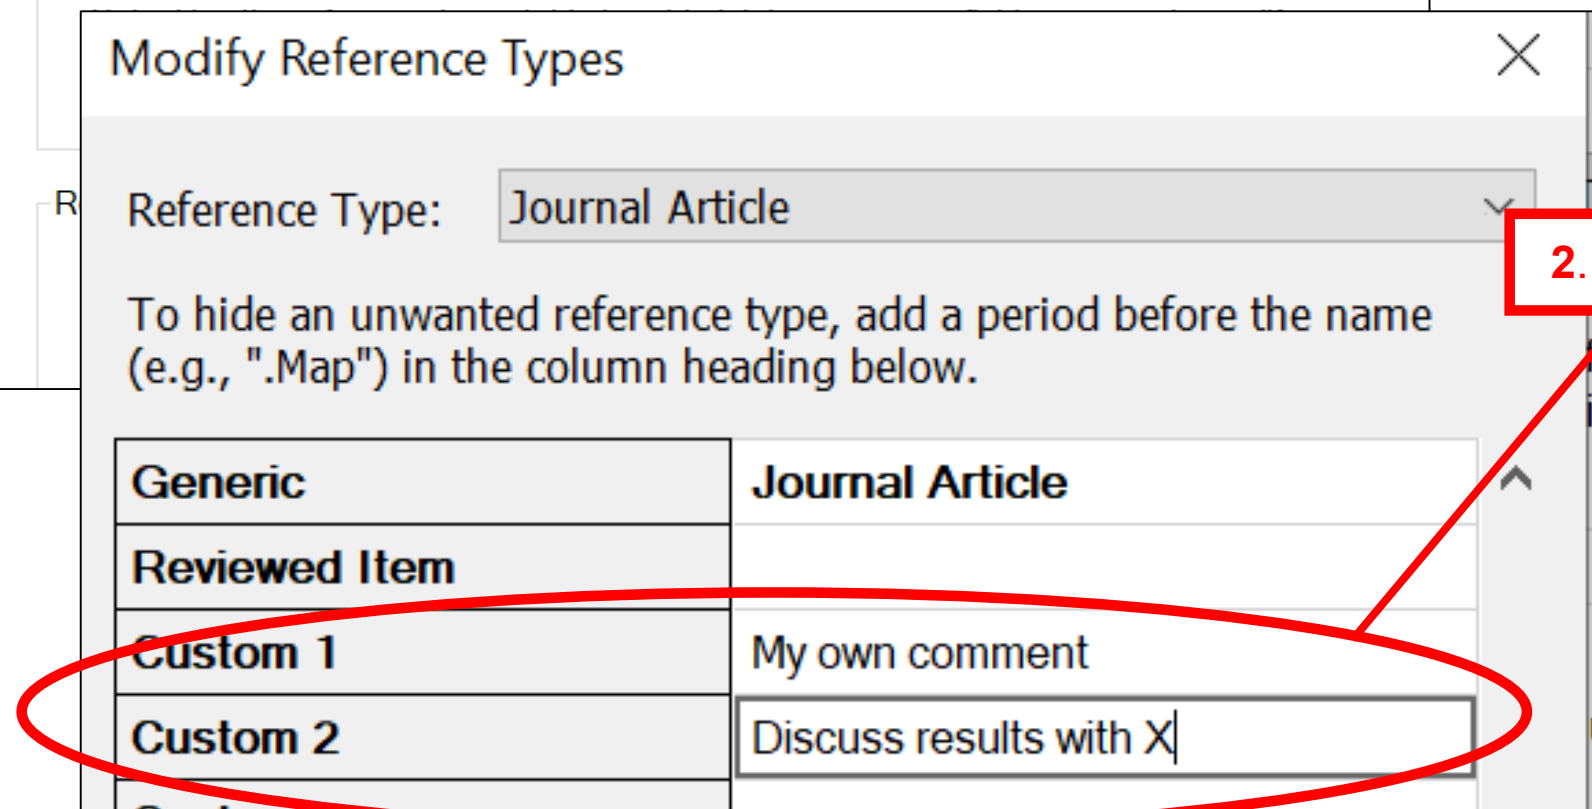 Modify Reference Types
Reference Type: Journal Article
2.
To hide an unwanted reference type, add a period before the name
(e.g., ".Map") in the column heading below.
Generic Journal Article
Reviewed Item
Custom 1 My own comment
Custom 2 Discuss results with X